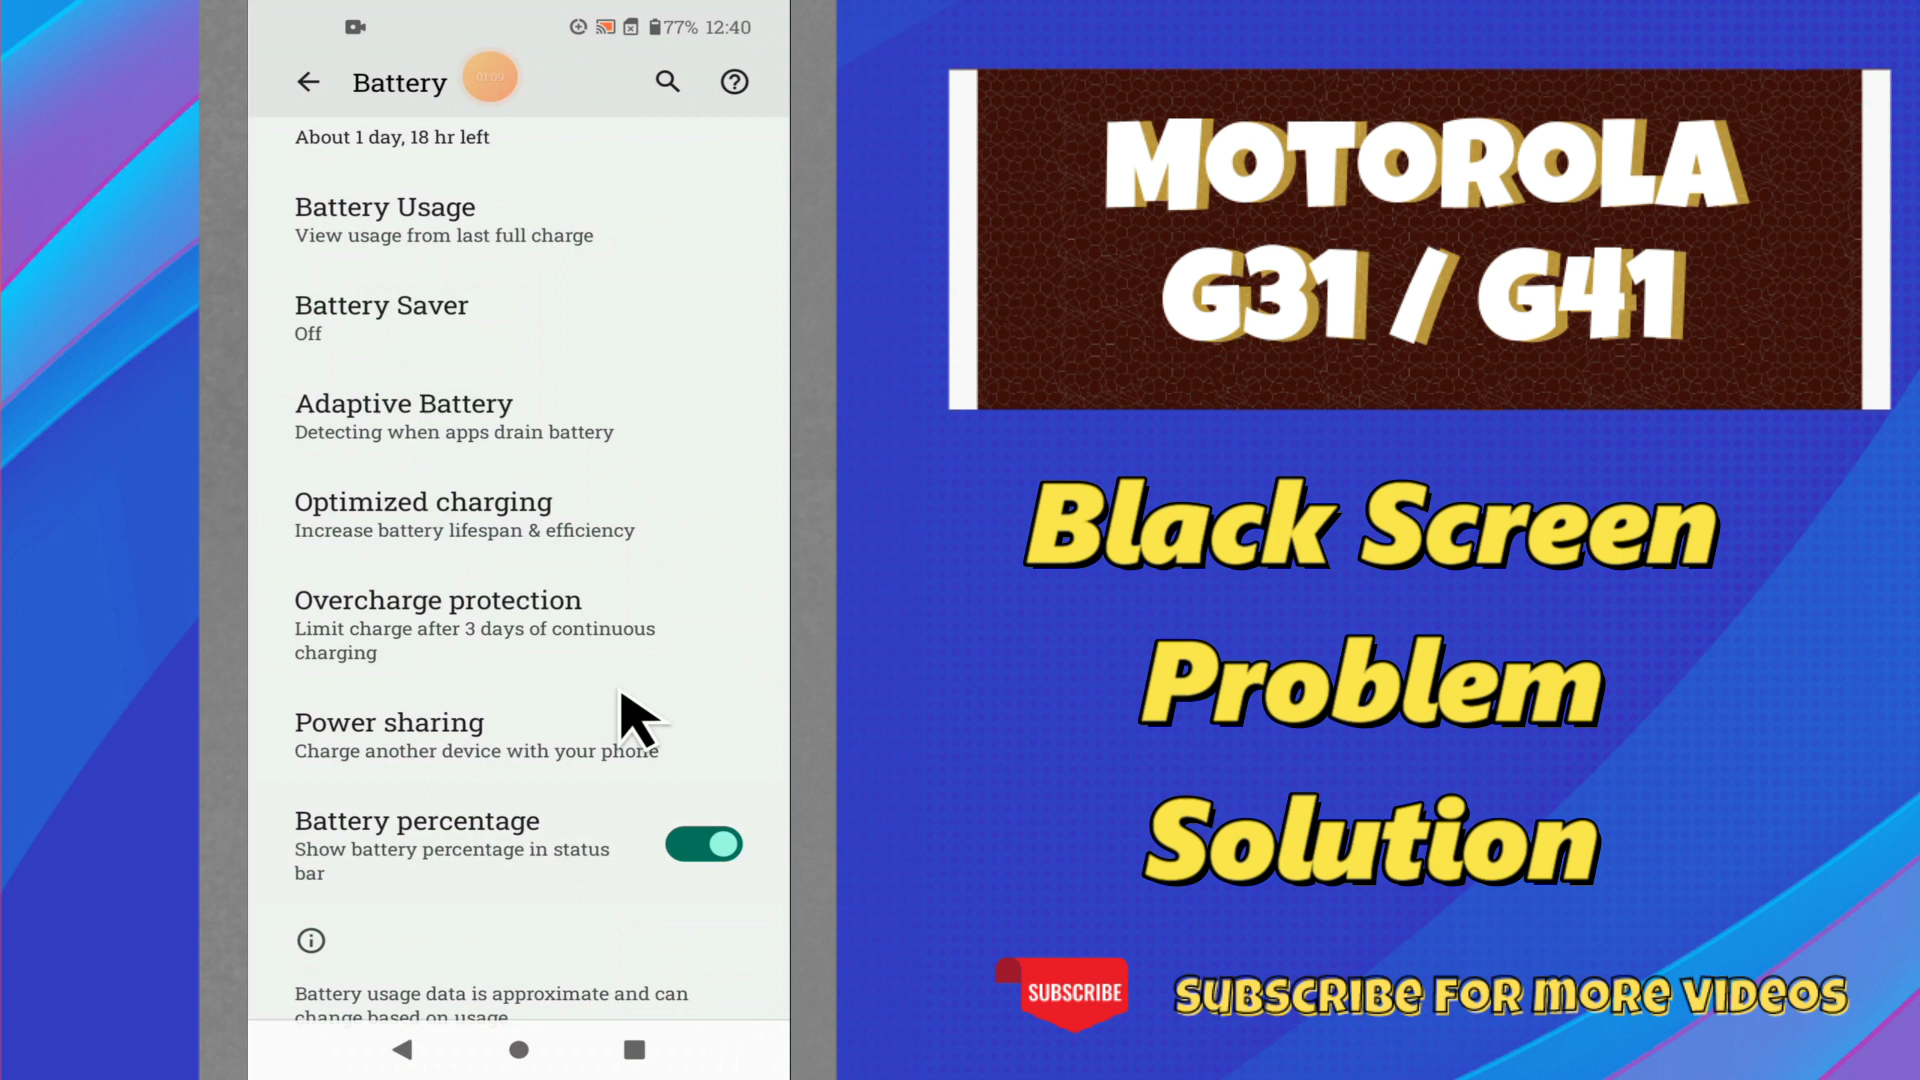 77% 12:40
Battery
01:09
About 1 day, 18 hr left
Battery Usage
View usage from last full charge
Battery Saver
Off
Adaptive Battery
Detecting when apps drain battery
Optimized charging
Increase battery lifespan & efficiency
Overcharge protection
Limit charge after 3 days of continuous
charging
Power sharing
Charge another device with your phone
Battery percentage
Show battery percentage in status
bar
Battery usage data is approximate and can
change based on usage
MOTOROLA
G31 / G41
Black Screen
Problem
Solution
SUBSCRIBE
SUBSCRIBE FOR MORE VIDEOS